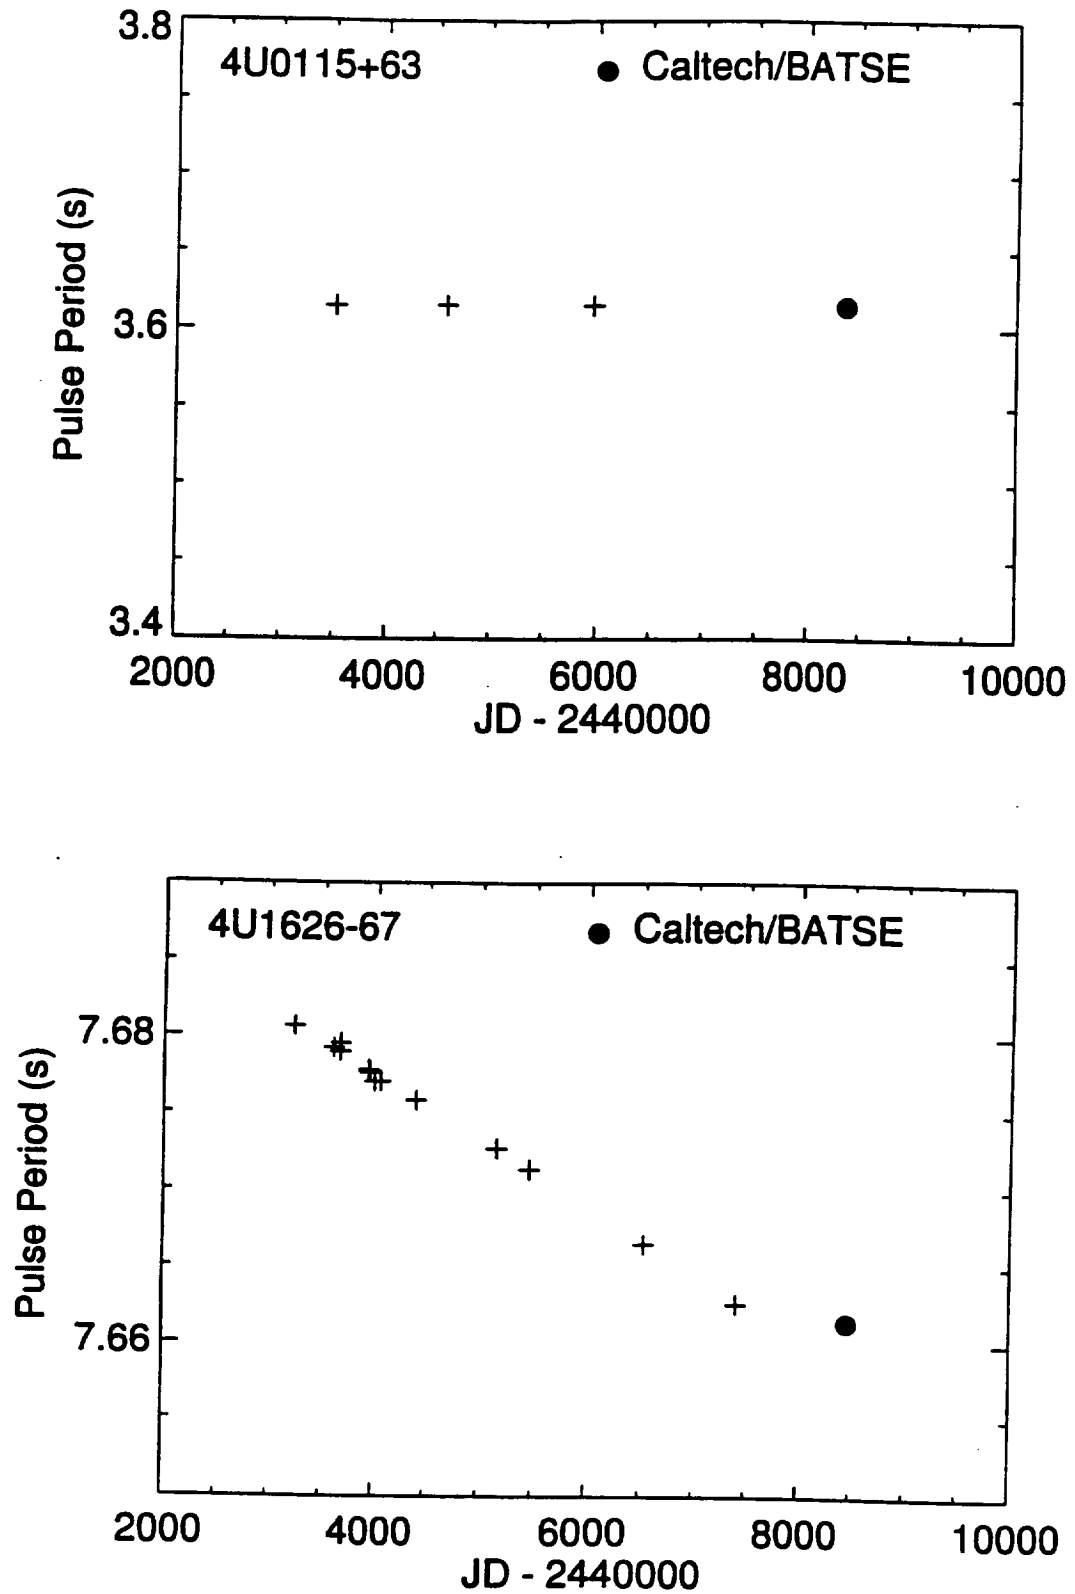 3.8
4U0115+63 ● Caltech/BATSE
Pulse Period (s)
3.6
3.4
2000 4000 6000 8000 10000
JD - 2440000
4U1626-67 ● Caltech/BATSE
7.68
Pulse Period (s)
7.66
2000 4000 6000 8000 10000
JD - 2440000